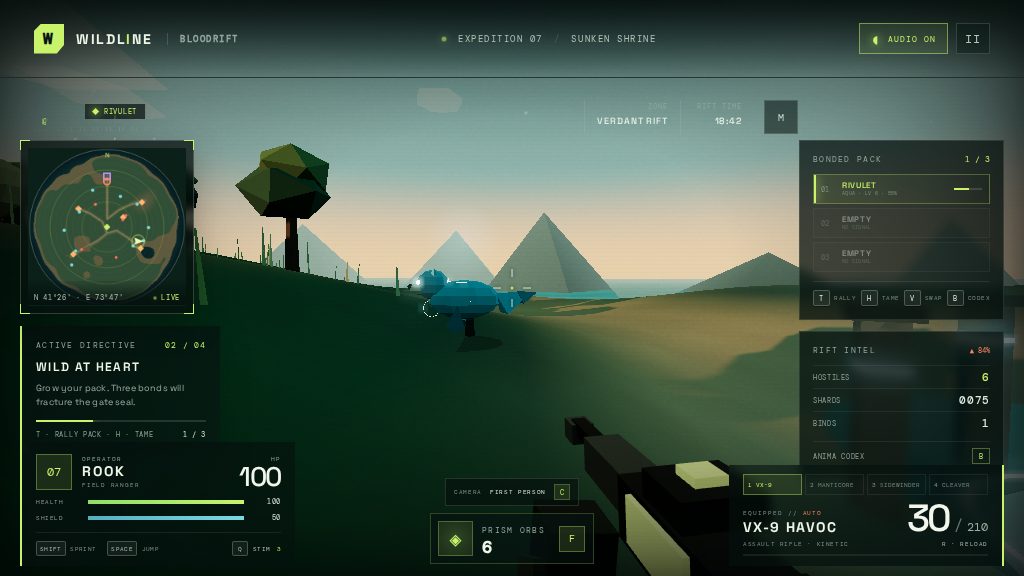 W WILDLINE BLOODRIFT
EXPEDITION 07 / SUNKEN SHRINE
AUDIO ON
II
RIVULET
ZONE
VERDANT RIFT
RIFT TIME
18:42
M
N
N 41°26' · E 73°47' LIVE
BONDED PACK 1 / 3
01 RIVULET
AQUA · LV 6 ·
02 EMPTY
NO SIGNAL
03 EMPTY
NO SIGNAL
T RALLY H TAME V SWAP B CODEX
ACTIVE DIRECTIVE 02 / 04
WILD AT HEART
Grow your pack. Three bonds will
fracture the gate seal.
T · RALLY PACK · H · TAME 1 / 3
RIFT INTEL ▲ 84%
HOSTILES 6
SHARDS 0075
BINDS 1
ANIMA CODEX B
07
OPERATOR
ROOK
FIELD RANGER
HP
100
HEALTH 100
SHIELD 50
SHIFT SPRINT SPACE JUMP Q STIM 3
CAMERA FIRST PERSON C
PRISM ORBS
6
F
1 VX-9 2 MANTICORE 3 SIDEWINDER 4 CLEAVER
EQUIPPED // AUTO
VX-9 HAVOC
ASSAULT RIFLE · KINETIC
30 / 210
R · RELOAD